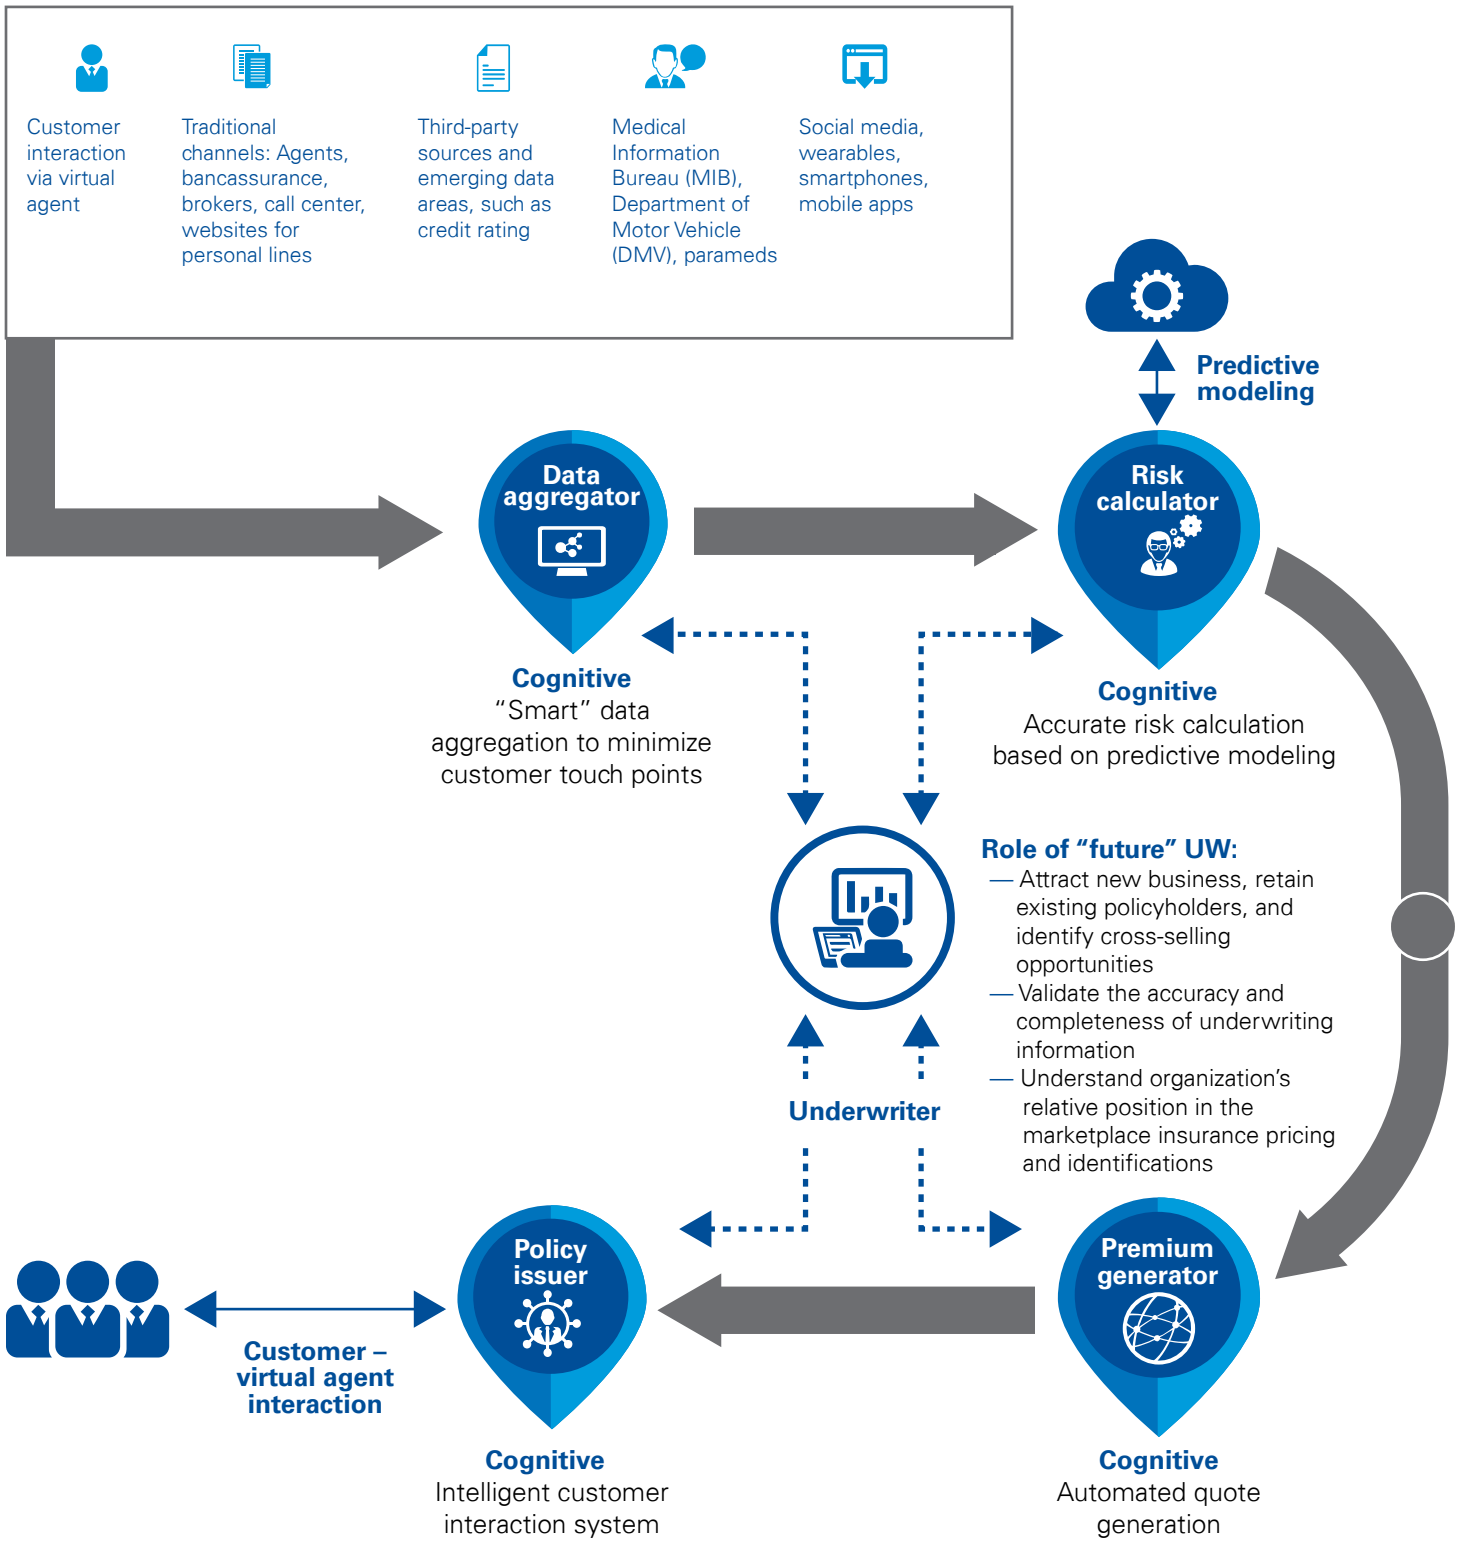 Customer
interaction
via virtual
agent
Traditional
channels: Agents,
bancassurance,
brokers, call center,
websites for
personal lines
Third-party
sources and
emerging data
areas, such as
credit rating
Medical
Information
Bureau (MIB),
Department of
Motor Vehicle
(DMV), parameds
Social media,
wearables,
smartphones,
mobile apps
Predictive
modeling
Data
aggregator
Risk
calculator
Cognitive
“Smart” data
aggregation to minimize
customer touch points
Cognitive
Accurate risk calculation
based on predictive modeling
Role of “future” UW:
— Attract new business, retain
existing policyholders, and
identify cross-selling
opportunities
— Validate the accuracy and
completeness of underwriting
information
— Understand organization’s
relative position in the
marketplace insurance pricing
and identifications
Underwriter
Policy
issuer
Premium
generator
Customer –
virtual agent
interaction
Cognitive
Intelligent customer
interaction system
Cognitive
Automated quote
generation